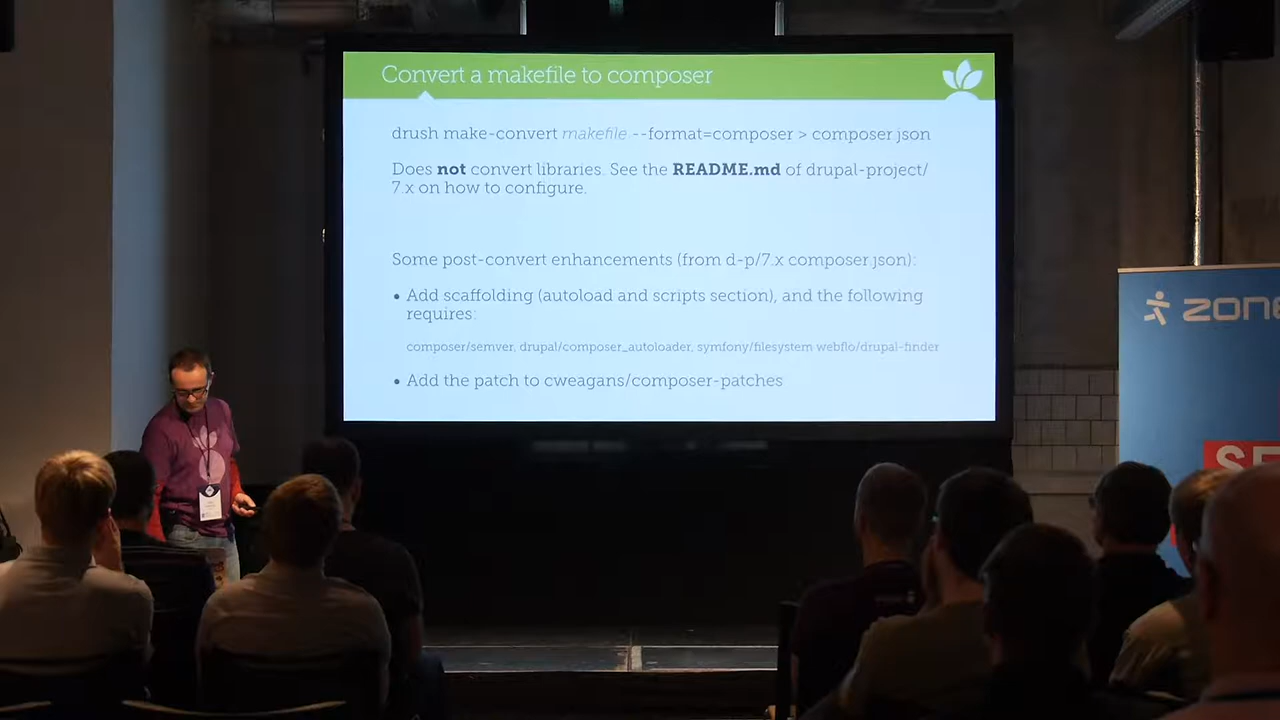 Convert a makefile to composer
drush make-convert makefile --format=composer > composer.json
Does not convert libraries. See the README.md of drupal-project/
7.x on how to configure.
Some post-convert enhancements (from d-p/7.x composer.json):
• Add scaffolding (autoload and scripts section), and the following
requires:
composer/semver, drupal/composer_autoloader, symfony/filesystem webflo/drupal-finder
• Add the patch to cweagans/composer-patches
zone
SE